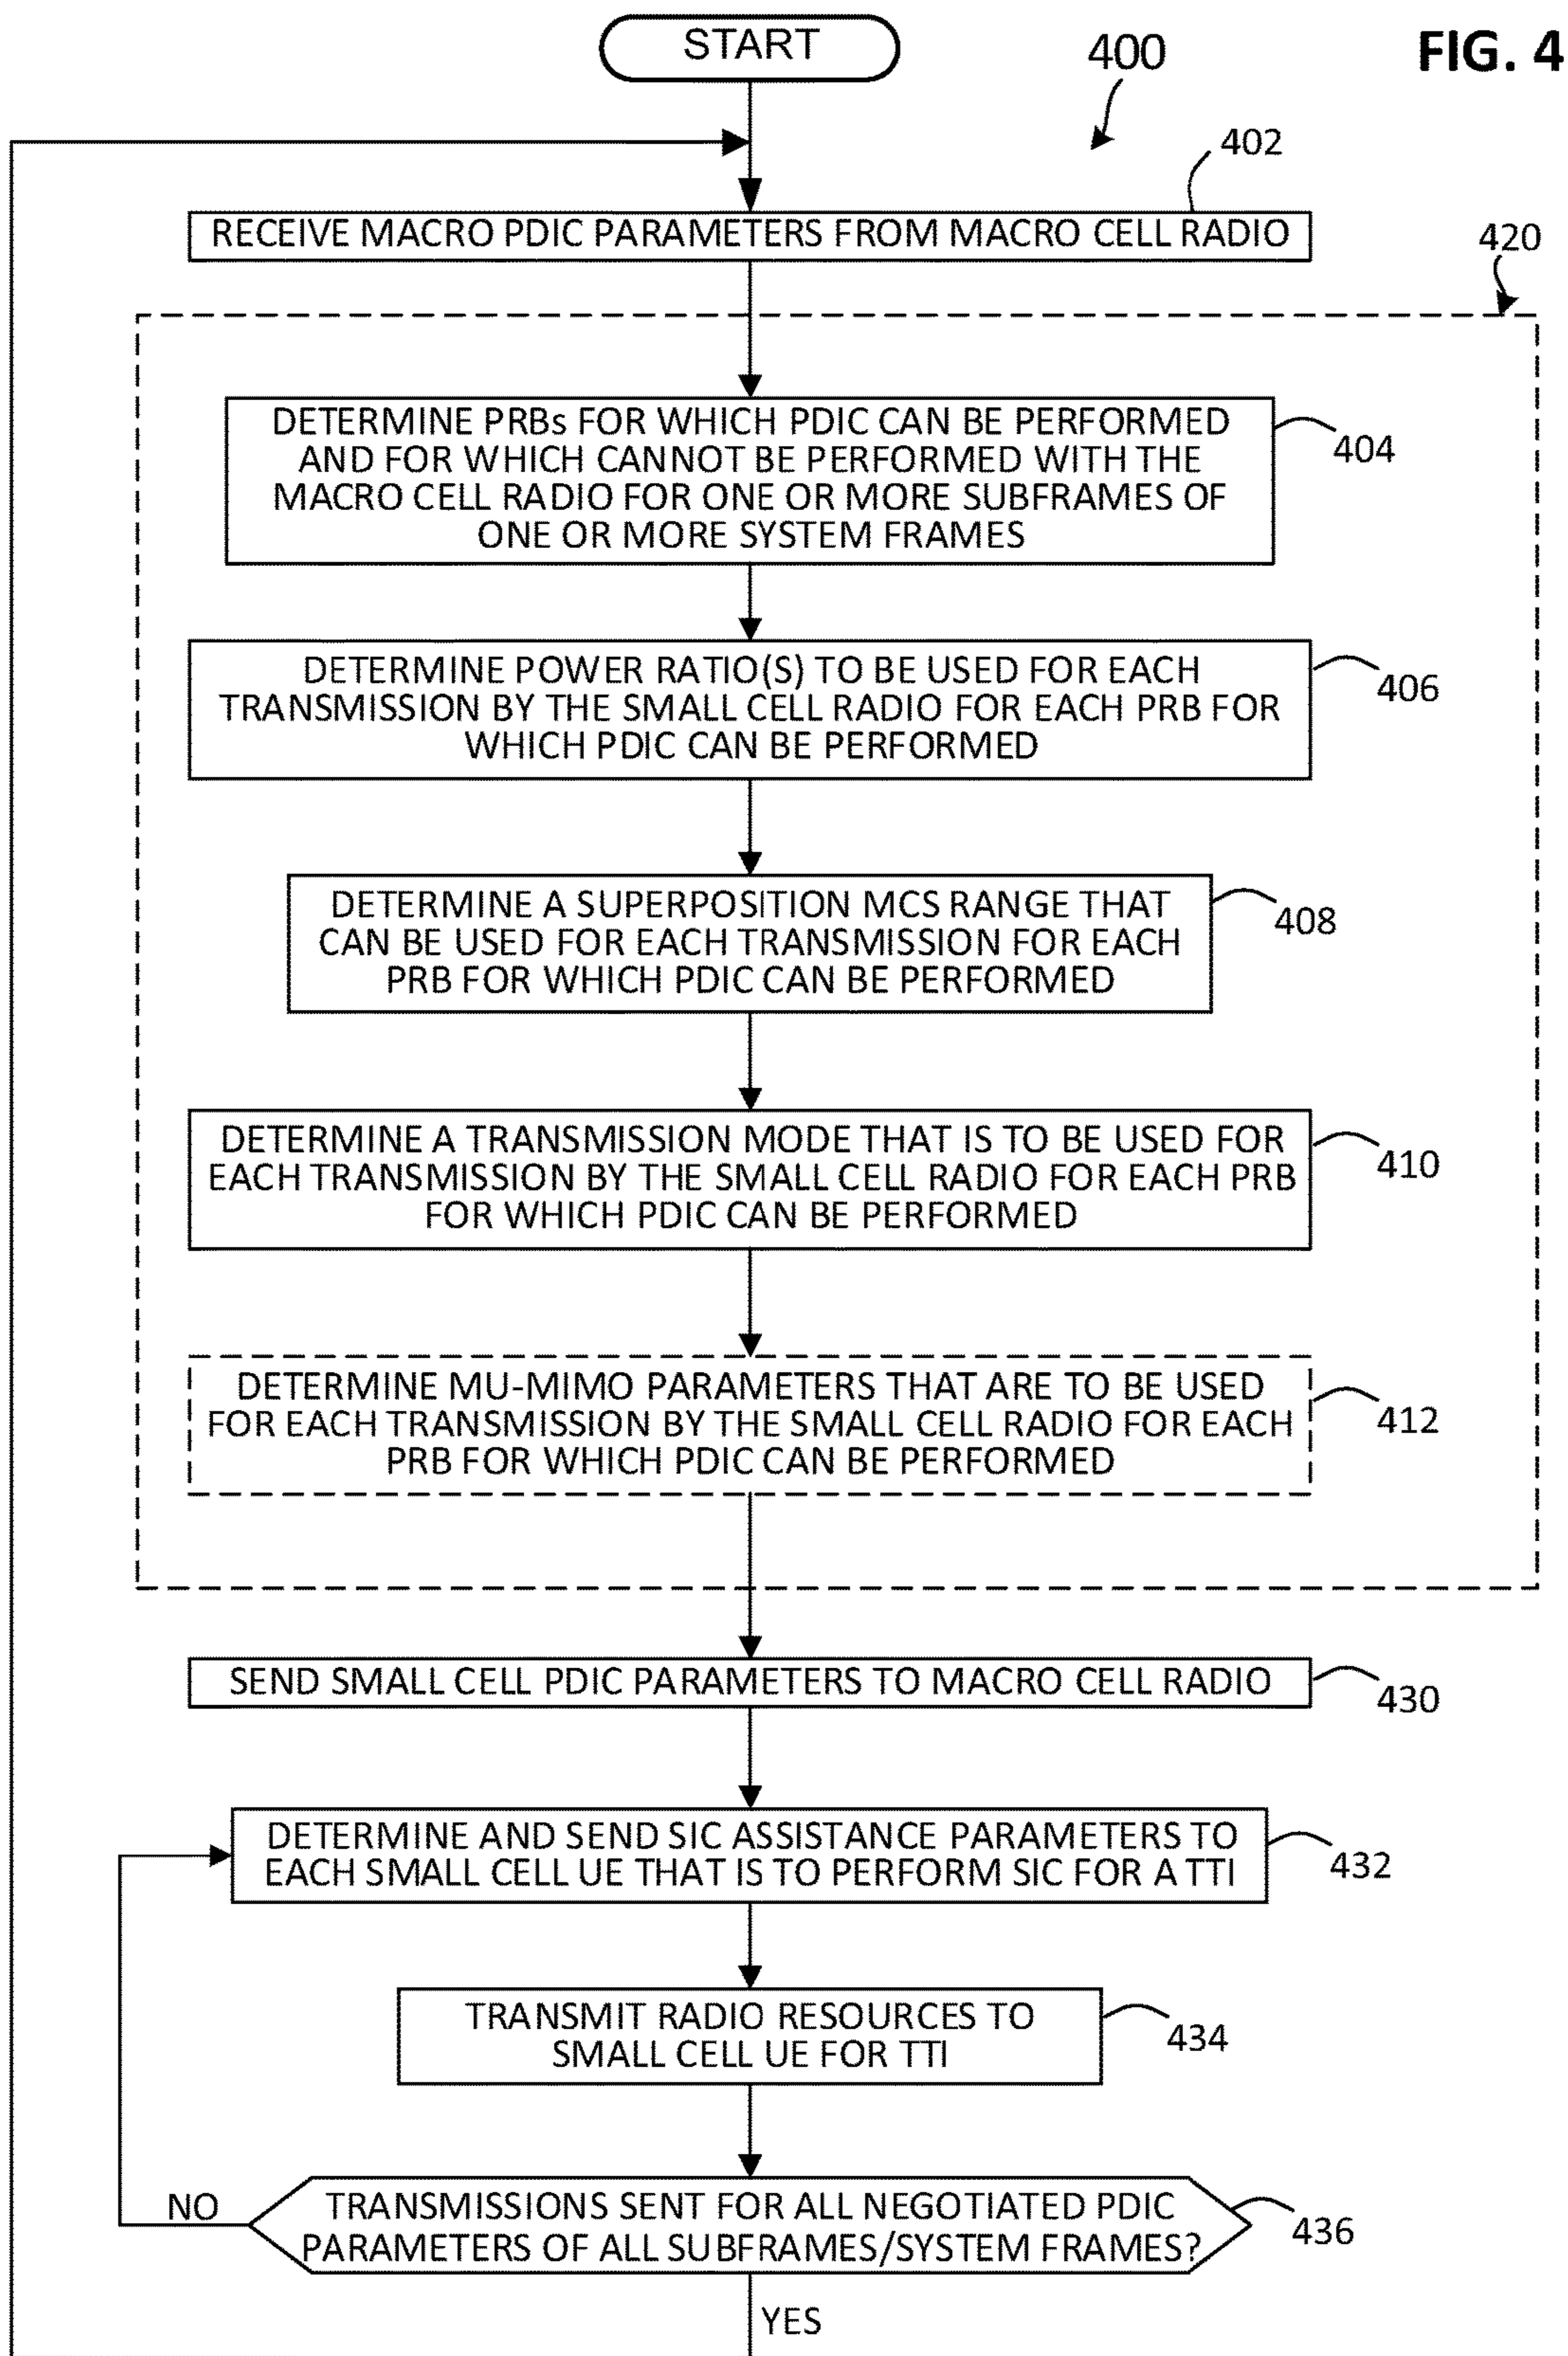 START
400
FIG. 4
402
RECEIVE MACRO PDIC PARAMETERS FROM MACRO CELL RADIO
420
DETERMINE PRBs FOR WHICH PDIC CAN BE PERFORMED
AND FOR WHICH CANNOT BE PERFORMED WITH THE
MACRO CELL RADIO FOR ONE OR MORE SUBFRAMES OF
ONE OR MORE SYSTEM FRAMES
404
DETERMINE POWER RATIO(S) TO BE USED FOR EACH
TRANSMISSION BY THE SMALL CELL RADIO FOR EACH PRB FOR
WHICH PDIC CAN BE PERFORMED
406
DETERMINE A SUPERPOSITION MCS RANGE THAT
CAN BE USED FOR EACH TRANSMISSION FOR EACH
PRB FOR WHICH PDIC CAN BE PERFORMED
408
DETERMINE A TRANSMISSION MODE THAT IS TO BE USED FOR
EACH TRANSMISSION BY THE SMALL CELL RADIO FOR EACH PRB
FOR WHICH PDIC CAN BE PERFORMED
410
DETERMINE MU-MIMO PARAMETERS THAT ARE TO BE USED
FOR EACH TRANSMISSION BY THE SMALL CELL RADIO FOR EACH
PRB FOR WHICH PDIC CAN BE PERFORMED
412
SEND SMALL CELL PDIC PARAMETERS TO MACRO CELL RADIO
430
DETERMINE AND SEND SIC ASSISTANCE PARAMETERS TO
EACH SMALL CELL UE THAT IS TO PERFORM SIC FOR A TTI
432
TRANSMIT RADIO RESOURCES TO
SMALL CELL UE FOR TTI
434
NO
TRANSMISSIONS SENT FOR ALL NEGOTIATED PDIC
PARAMETERS OF ALL SUBFRAMES/SYSTEM FRAMES?
436
YES